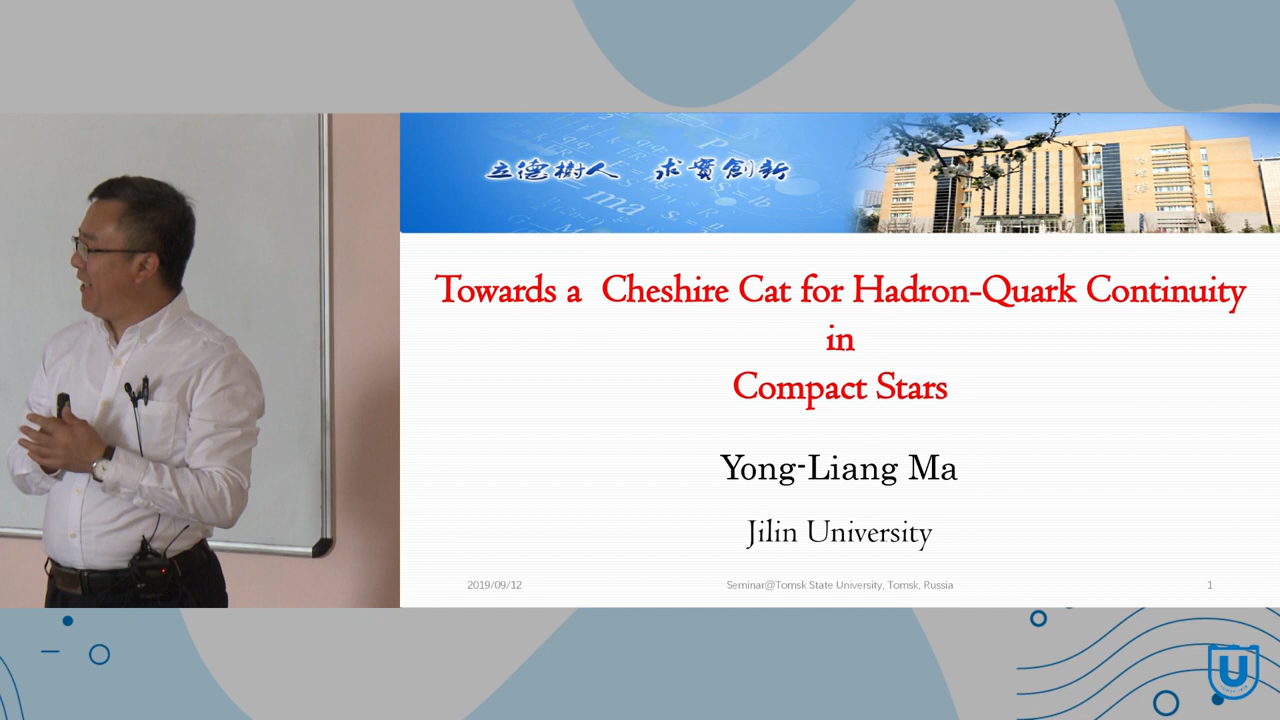 立德樹人 求實創新
Towards a Cheshire Cat for Hadron-Quark Continuity
in
Compact Stars
Yong-Liang Ma
Jilin University
2019/09/12
Seminar@Tomsk State University, Tomsk, Russia
1
U